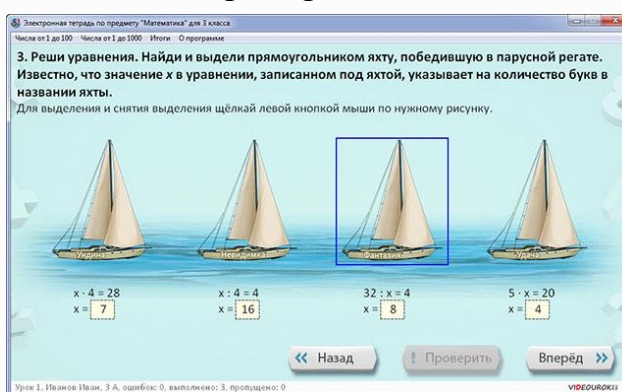 Электронная тетрадь по предмету "Математика" для 3 класса
Числа от 1 до 100 Числа от 1 до 1000 Итоги О программе
3. Реши уравнения. Найди и выдели прямоугольником яхту, победившую в парусной регате.
Известно, что значение x в уравнении, записанном под яхтой, указывает на количество букв в
названии яхты.
Для выделения и снятия выделения щёлкай левой кнопкой мыши по нужному рисунку.
Ундина Невидимка Фантазия Удача
x · 4 = 28 x : 4 = 4 32 : x = 4 5 · x = 20
x = 7 x = 16 x = 8 x = 4
Назад ! Проверить Вперёд
Урок 1, Иванов Иван, 3 А, ошибок: 0, выполнено: 3, пропущено: 0 VIDEOUROKI